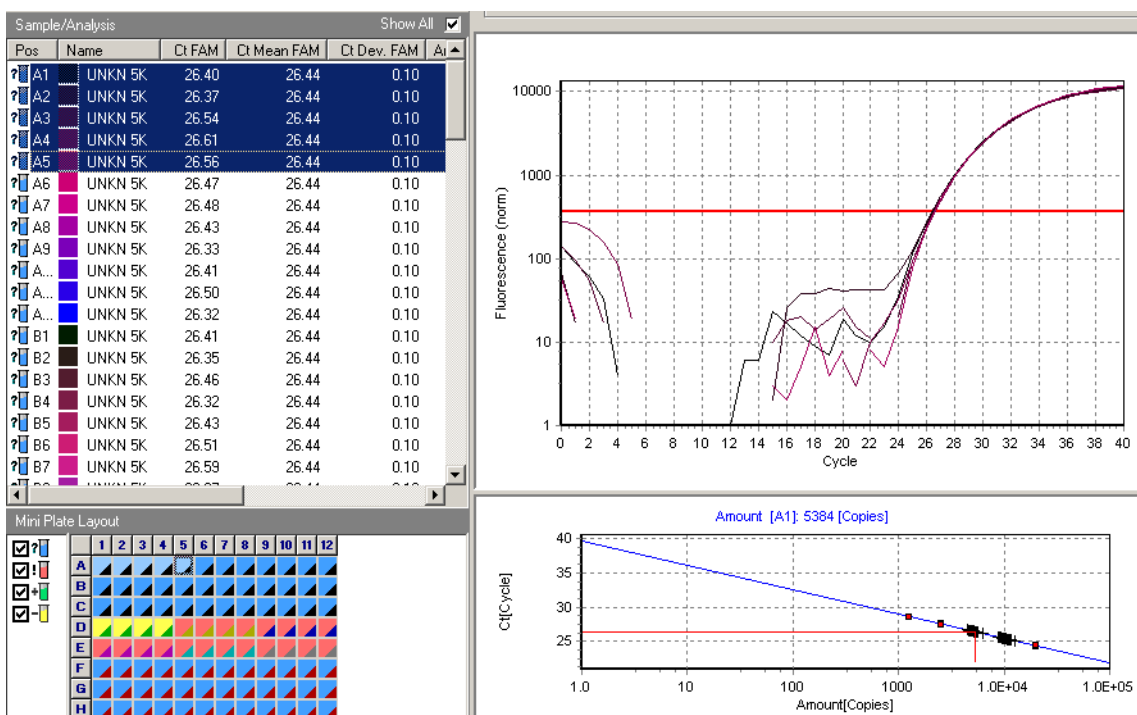 Sample/Analysis Show All
Pos Name Ct FAM Ct Mean FAM Ct Dev. FAM
A1 UNKN 5K 26.40 26.44 0.10
A2 UNKN 5K 26.37 26.44 0.10
A3 UNKN 5K 26.54 26.44 0.10
A4 UNKN 5K 26.61 26.44 0.10
A5 UNKN 5K 26.56 26.44 0.10
A6 UNKN 5K 26.47 26.44 0.10
A7 UNKN 5K 26.48 26.44 0.10
A8 UNKN 5K 26.43 26.44 0.10
A9 UNKN 5K 26.33 26.44 0.10
A... UNKN 5K 26.41 26.44 0.10
A... UNKN 5K 26.50 26.44 0.10
A... UNKN 5K 26.32 26.44 0.10
B1 UNKN 5K 26.41 26.44 0.10
B2 UNKN 5K 26.35 26.44 0.10
B3 UNKN 5K 26.46 26.44 0.10
B4 UNKN 5K 26.32 26.44 0.10
B5 UNKN 5K 26.43 26.44 0.10
B6 UNKN 5K 26.51 26.44 0.10
B7 UNKN 5K 26.59 26.44 0.10
Mini Plate Layout
1 2 3 4 5 6 7 8 9 10 11 12
A
B
C
D
E
F
G
H
Fluorescence (norm)
10000
1000
100
10
1
0 2 4 6 8 10 12 14 16 18 20 22 24 26 28 30 32 34 36 38 40
Cycle
Amount [A1]: 5384 [Copies]
Ct[Cycle]
40
35
30
25
1.0 10 100 1000 1.0E+04 1.0E+05
Amount[Copies]